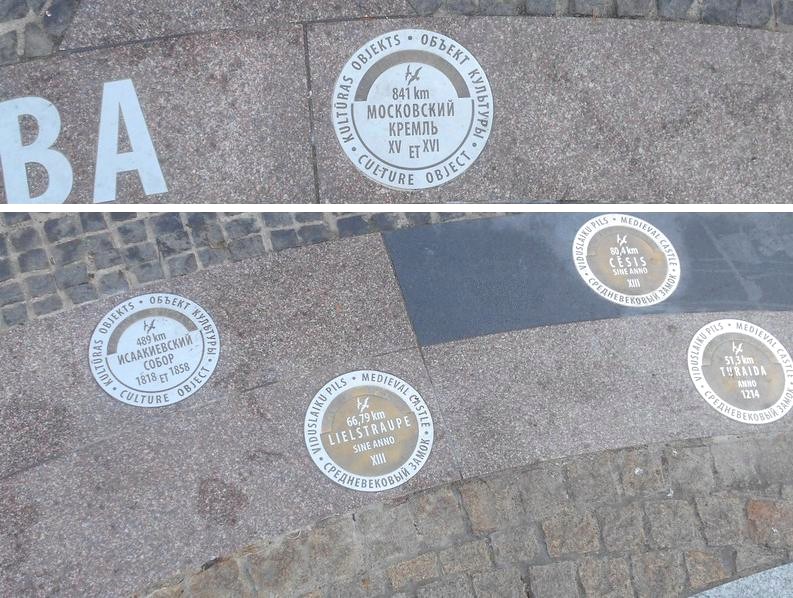 ВА
KULTŪRAS OBJEKTS • ОБЪЕКТ КУЛЬТУРЫ • CULTURE OBJECT •
841 km
МОСКОВСКИЙ
КРЕМЛЬ
XV ET XVI
KULTŪRAS OBJEKTS • ОБЪЕКТ КУЛЬТУРЫ • CULTURE OBJECT •
489 km
ИСААКИЕВСКИЙ
СОБОР
1818 ET 1858
VIDUSLAIKU PILS • MEDIEVAL CASTLE • СРЕДНЕВЕКОВЫЙ ЗАМОК •
66,79 km
LIELSTRAUPE
SINE ANNO
XIII
VIDUSLAIKU PILS • MEDIEVAL CASTLE • СРЕДНЕВЕКОВЫЙ ЗАМОК •
80,4 km
CĒSIS
SINE ANNO
XIII
VIDUSLAIKU PILS • MEDIEVAL CASTLE • СРЕДНЕВЕКОВЫЙ ЗАМОК •
51,3 km
TURAIDA
ANNO
1214